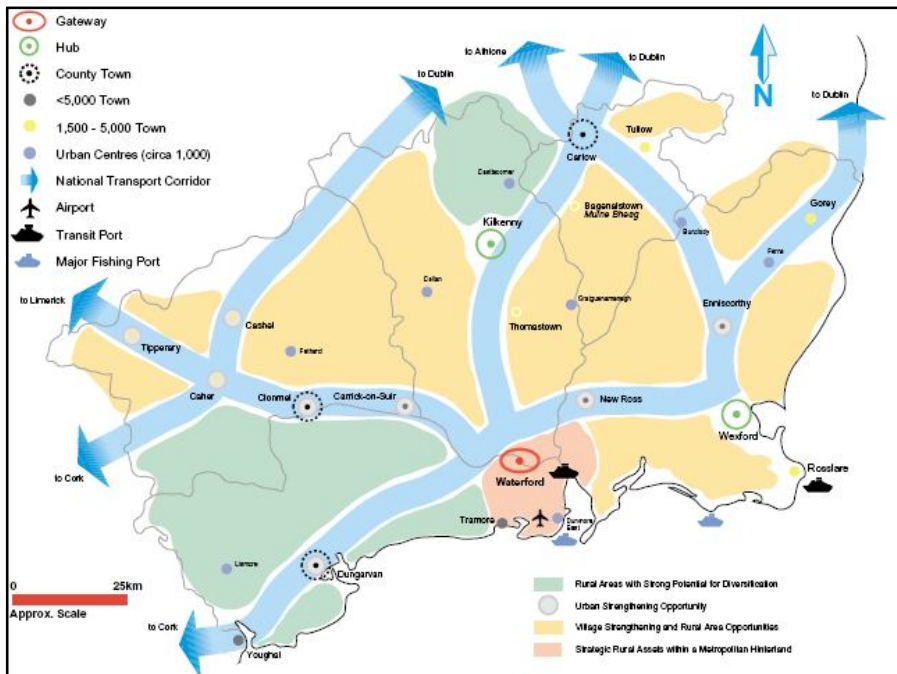 Gateway
Hub
County Town
<5,000 Town
1,500 - 5,000 Town
Urban Centres (circa 1,000)
National Transport Corridor
Airport
Transit Port
Major Fishing Port
to Athlone
to Dublin
to Dublin
to Dublin
N
Tullow
Carlow
Castlecomer
Bagenalstown
Muine Bheag
Gorey
Kilkenny
Bunclody
Ferns
Callan
Graiguenamanagh
to Limerick
Enniscorthy
Cashel
Thomastown
Tipperary
Fethard
Caher
Clonmel
Carrick-on-Suir
New Ross
Wexford
to Cork
Waterford
Rosslare
Tramore
Dunmore
East
Lismore
Dungarvan
0
25km
Approx. Scale
to Cork
Youghal
Rural Areas with Strong Potential for Diversification
Urban Strengthening Opportunity
Village Strengthening and Rural Area Opportunities
Strategic Rural Assets within a Metropolitan Hinterland